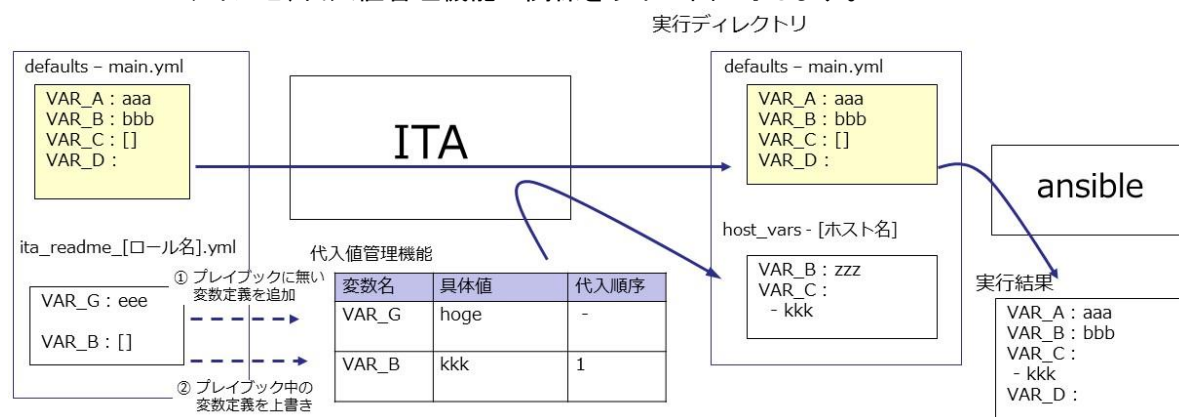 実行ディレクトリ
defaults – main.yml
VAR_A : aaa
VAR_B : bbb
VAR_C : []
VAR_D :
ITA
defaults – main.yml
VAR_A : aaa
VAR_B : bbb
VAR_C : []
VAR_D :
ansible
ita_readme_[ロール名].yml
VAR_G : eee
VAR_B : []
① プレイブックに無い
変数定義を追加
② プレイブック中の
変数定義を上書き
代入値管理機能
変数名 具体値 代入順序
VAR_G hoge -
VAR_B kkk 1
host_vars - [ホスト名]
VAR_B : zzz
VAR_C :
- kkk
実行結果
VAR_A : aaa
VAR_B : bbb
VAR_C :
- kkk
VAR_D :